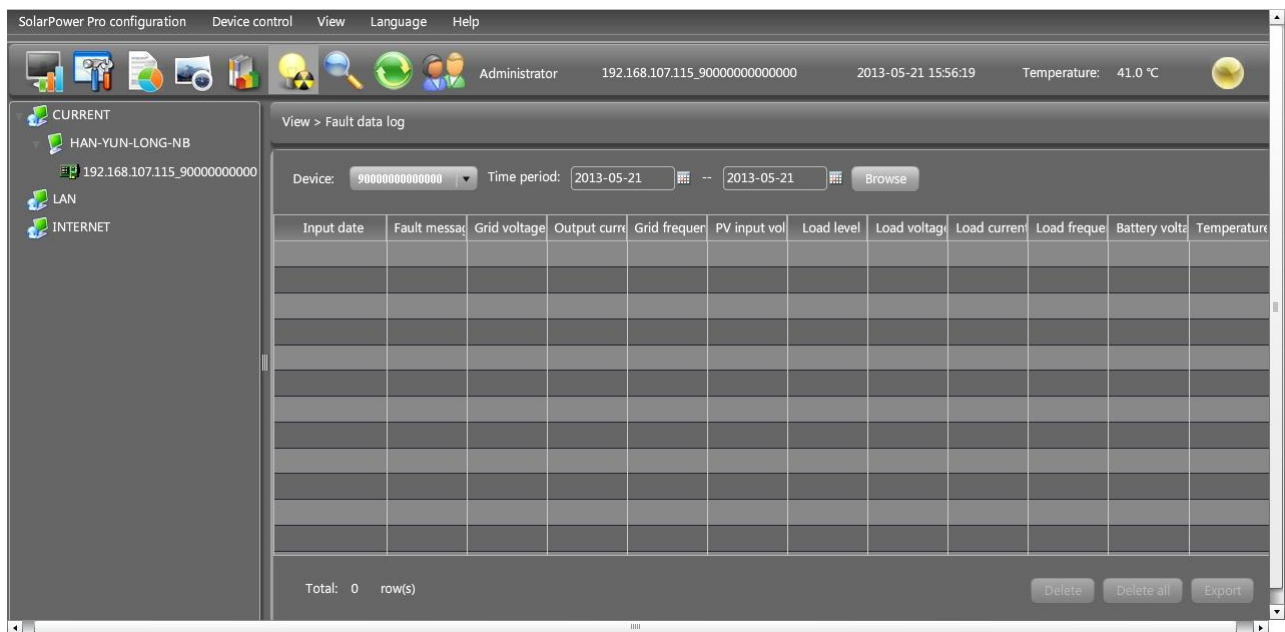 SolarPower Pro configuration Device control View Language Help
Administrator 192.168.107.115_90000000000000 2013-05-21 15:56:19 Temperature: 41.0 ℃
CURRENT
HAN-YUN-LONG-NB
192.168.107.115_90000000000
LAN
INTERNET
View > Fault data log
Device: 90000000000000 Time period: 2013-05-21 -- 2013-05-21 Browse
Input date Fault messag Grid voltage Output curre Grid frequen PV input vol Load level Load voltage Load current Load freque Battery volta Temperature
Total: 0 row(s)
Delete Delete all Export